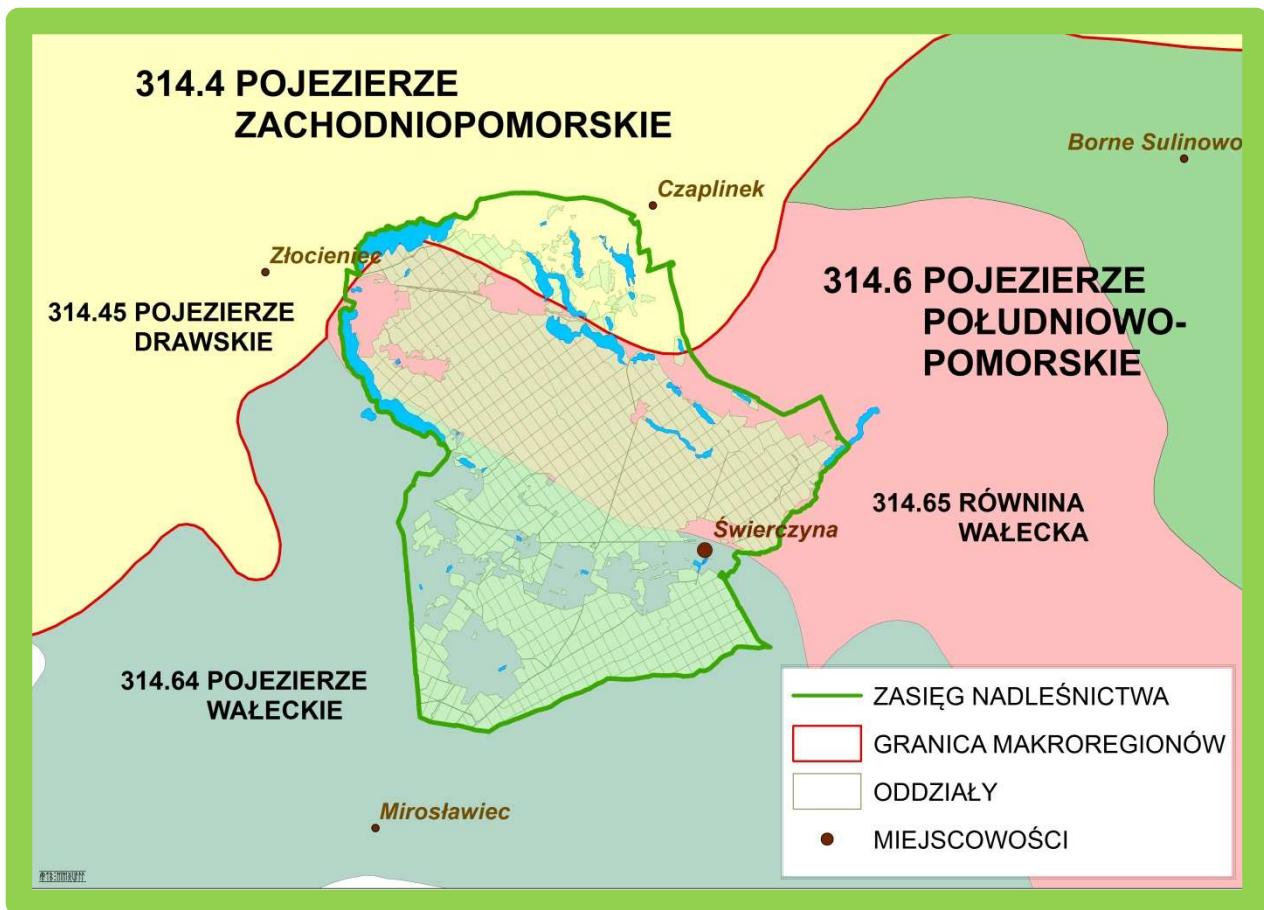 314.4 POJEZIERZE
ZACHODNIOPOMORSKIE
Borne Sulinowo
Czaplinek
Złocieniec
314.45 POJEZIERZE
DRAWSKIE
314.6 POJEZIERZE
POŁUDNIOWO-
POMORSKIE
314.65 RÓWNINA
WAŁECKA
Świerczyna
314.64 POJEZIERZE
WAŁECKIE
Mirosławiec
ZASIĘG NADLEŚNICTWA
GRANICA MAKROREGIONÓW
ODDZIAŁY
MIEJSCOWOŚCI